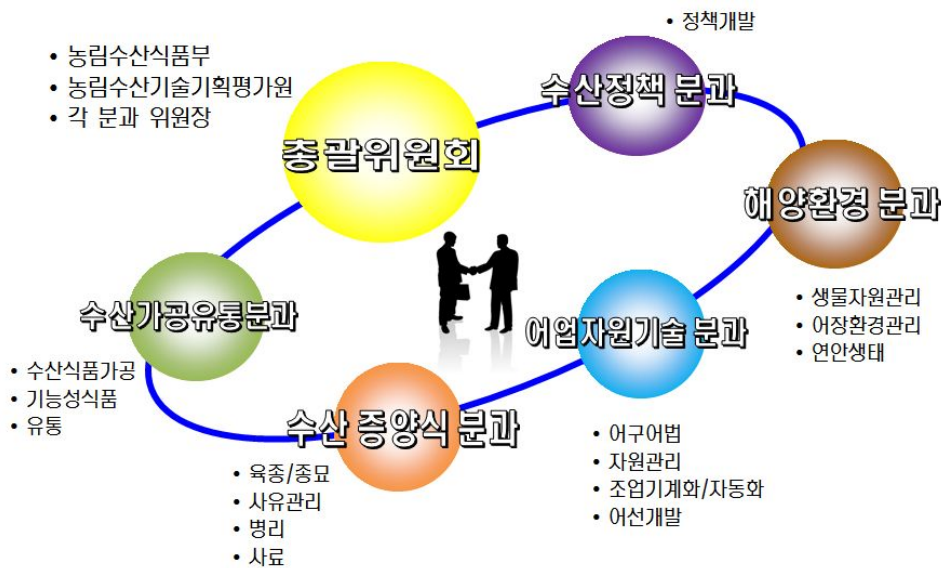 • 농림수산식품부
• 농림수산기술기획평가원
• 각 분과 위원장
총괄위원회
• 정책개발
수산정책 분과
해양환경 분과
• 생물자원관리
• 어장환경관리
• 연안생태
어업자원기술 분과
• 어구어법
• 자원관리
• 조업기계화/자동화
• 어선개발
수산가공유통분과
• 수산식품가공
• 기능성식품
• 유통
수산 증양식 분과
• 육종/종묘
• 사유관리
• 병리
• 사료